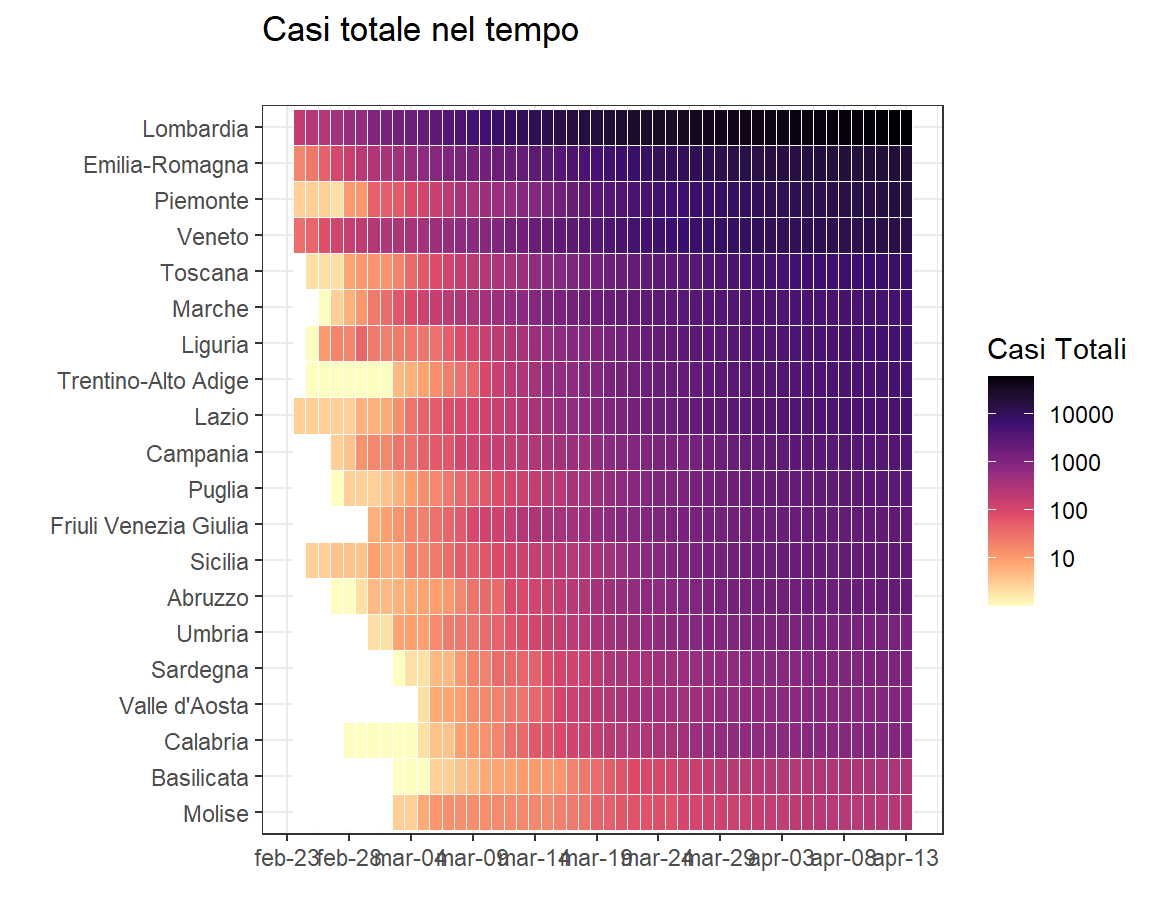 Casi totale nel tempo
Lombardia
Emilia-Romagna
Piemonte
Veneto
Toscana
Marche
Liguria
Trentino-Alto Adige
Lazio
Campania
Puglia
Friuli Venezia Giulia
Sicilia
Abruzzo
Umbria
Sardegna
Valle d'Aosta
Calabria
Basilicata
Molise
feb-23 feb-28 mar-04 mar-09 mar-14 mar-19 mar-24 mar-29 apr-03 apr-08 apr-13
Casi Totali
10000
1000
100
10